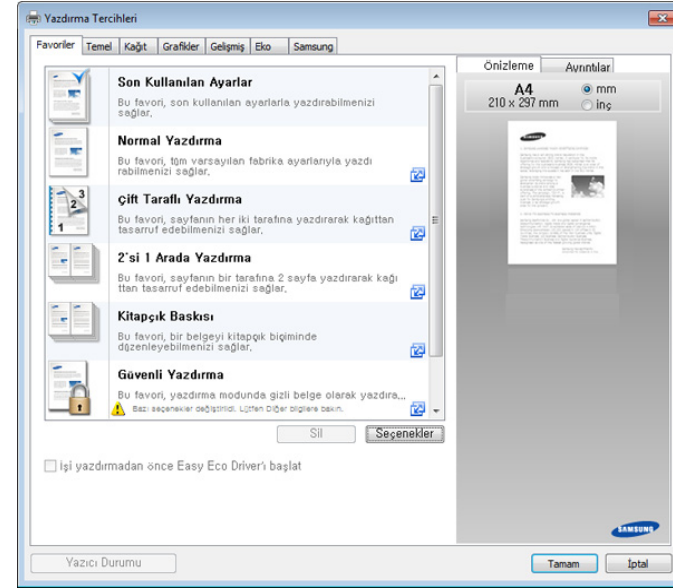 Yazdırma Tercihleri
Favoriler Temel Kağıt Grafikler Gelişmiş Eko Samsung
Son Kullanılan Ayarlar
Bu favori, son kullanılan ayarlarla yazdırabilmenizi
sağlar.
Normal Yazdırma
Bu favori, tüm varsayılan fabrika ayarlarıyla yazdı
rabilmenizi sağlar.
Çift Taraflı Yazdırma
Bu favori, sayfanın her iki tarafına yazdırarak kağıttan
tasarruf edebilmenizi sağlar.
2'si 1 Arada Yazdırma
Bu favori, sayfanın bir tarafına 2 sayfa yazdırarak kağı
ttan tasarruf edebilmenizi sağlar.
Kitapçık Baskısı
Bu favori, bir belgeyi kitapçık biçiminde
düzenleyebilmenizi sağlar.
Güvenli Yazdırma
Bu favori, yazdırma modunda gizli belge olarak yazdıra...
Bazı seçenekler değiştirildi. Lütfen Diğer bilgilere bakın.
Sil Seçenekler
İşi yazdırmadan önce Easy Eco Driver'ı başlat
Yazıcı Durumu
Önizleme Ayrıntılar
A4
210 x 297 mm
mm
inç
SAMSUNG
Tamam İptal